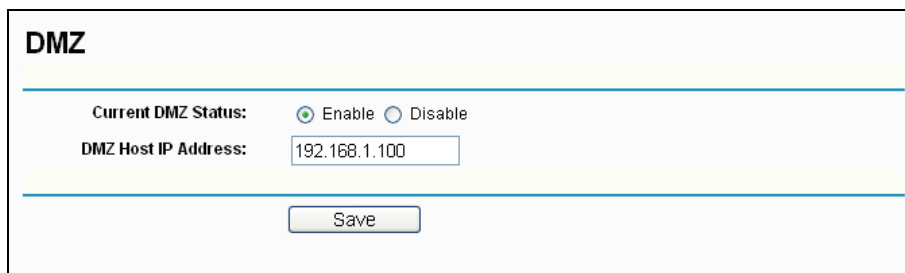 DMZ
Current DMZ Status: Enable Disable
DMZ Host IP Address: 192.168.1.100
Save